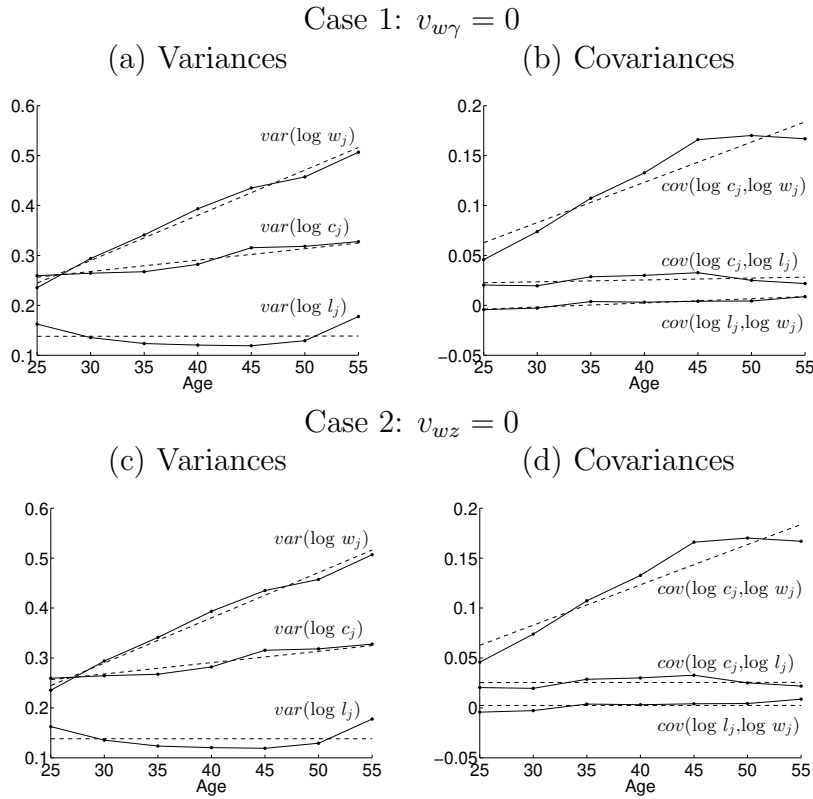 Case 1: $v_{w\gamma} = 0$
(a) Variances
(b) Covariances
0.6
0.5
0.4
0.3
0.2
0.1
25 30 35 40 45 50 55
Age
var(log w_j)
var(log c_j)
var(log l_j)
0.2
0.15
0.1
0.05
0
−0.05
25 30 35 40 45 50 55
Age
cov(log c_j,log w_j)
cov(log c_j,log l_j)
cov(log l_j,log w_j)
Case 2: $v_{wz} = 0$
(c) Variances
(d) Covariances
0.6
0.5
0.4
0.3
0.2
0.1
25 30 35 40 45 50 55
Age
var(log w_j)
var(log c_j)
var(log l_j)
0.2
0.15
0.1
0.05
0
−0.05
25 30 35 40 45 50 55
Age
cov(log c_j,log w_j)
cov(log c_j,log l_j)
cov(log l_j,log w_j)